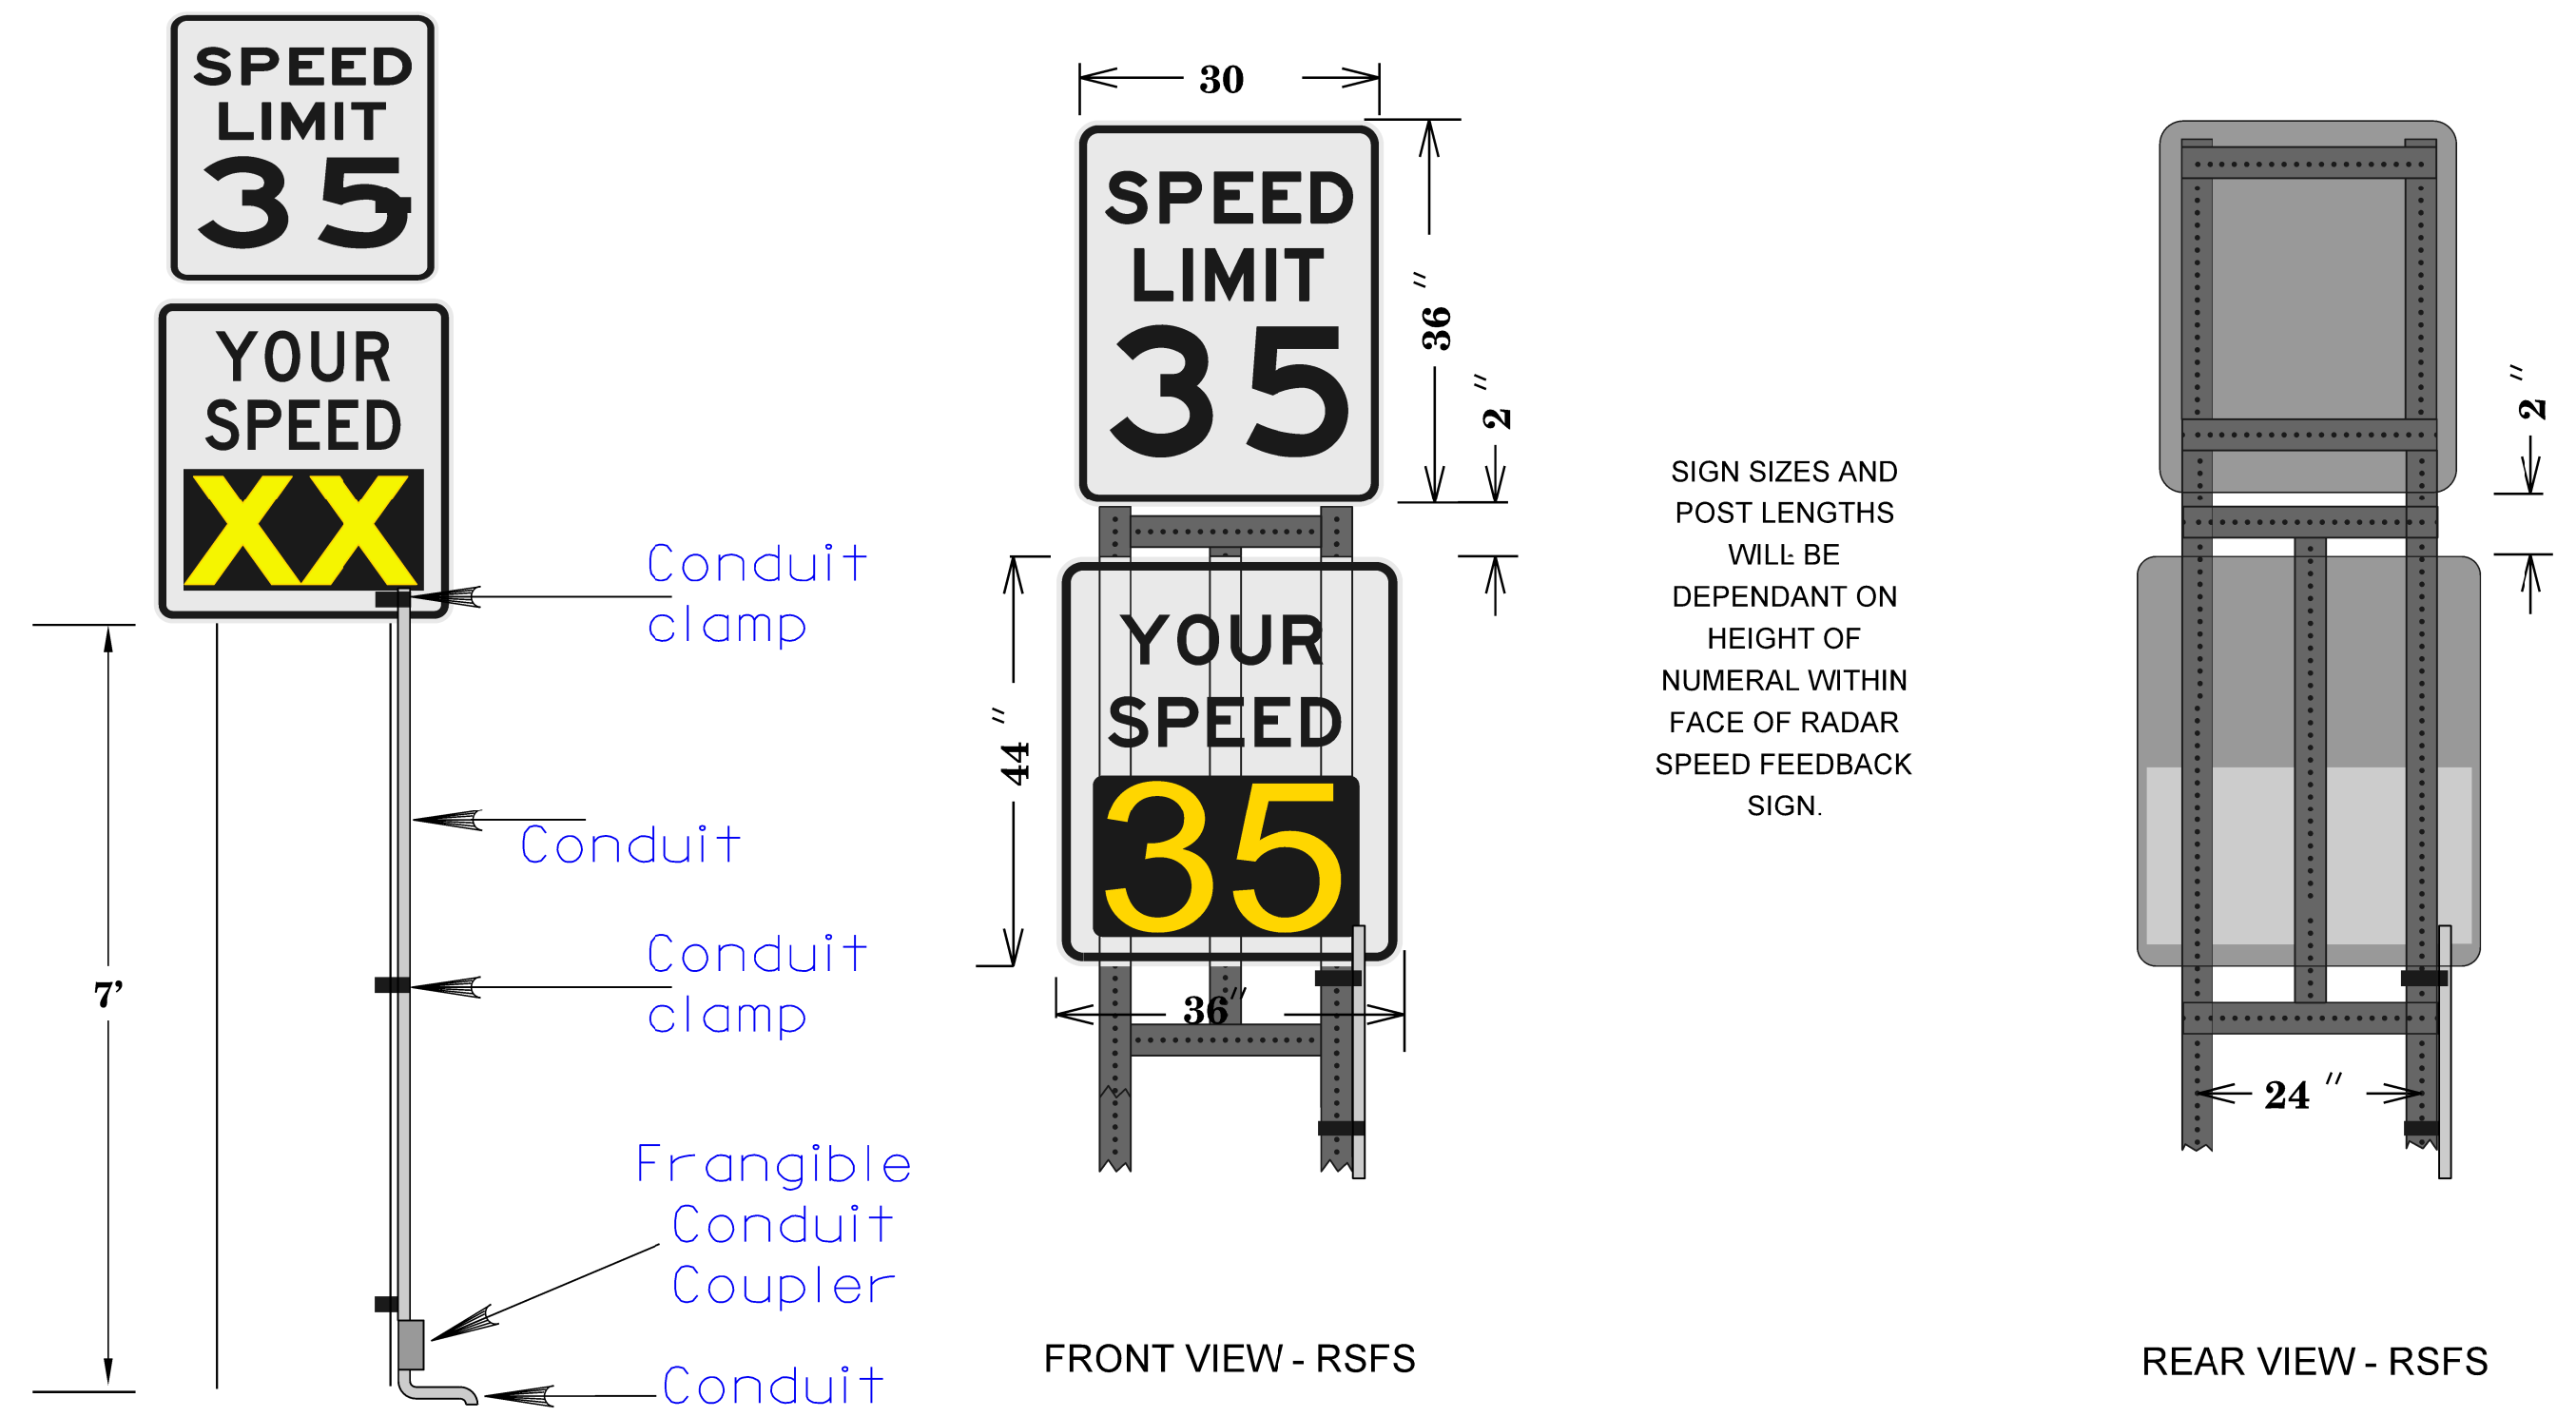 SPEED
LIMIT
35
YOUR
SPEED
XX
7’
Conduit
clamp
Conduit
Conduit
clamp
Frangible
Conduit
Coupler
Conduit
30
SPEED
LIMIT
35
36"
2"
YOUR
SPEED
35
44"
36"
FRONT VIEW - RSFS
SIGN SIZES AND
POST LENGTHS
WILL BE
DEPENDANT ON
HEIGHT OF
NUMERAL WITHIN
FACE OF RADAR
SPEED FEEDBACK
SIGN.
2"
24"
REAR VIEW - RSFS